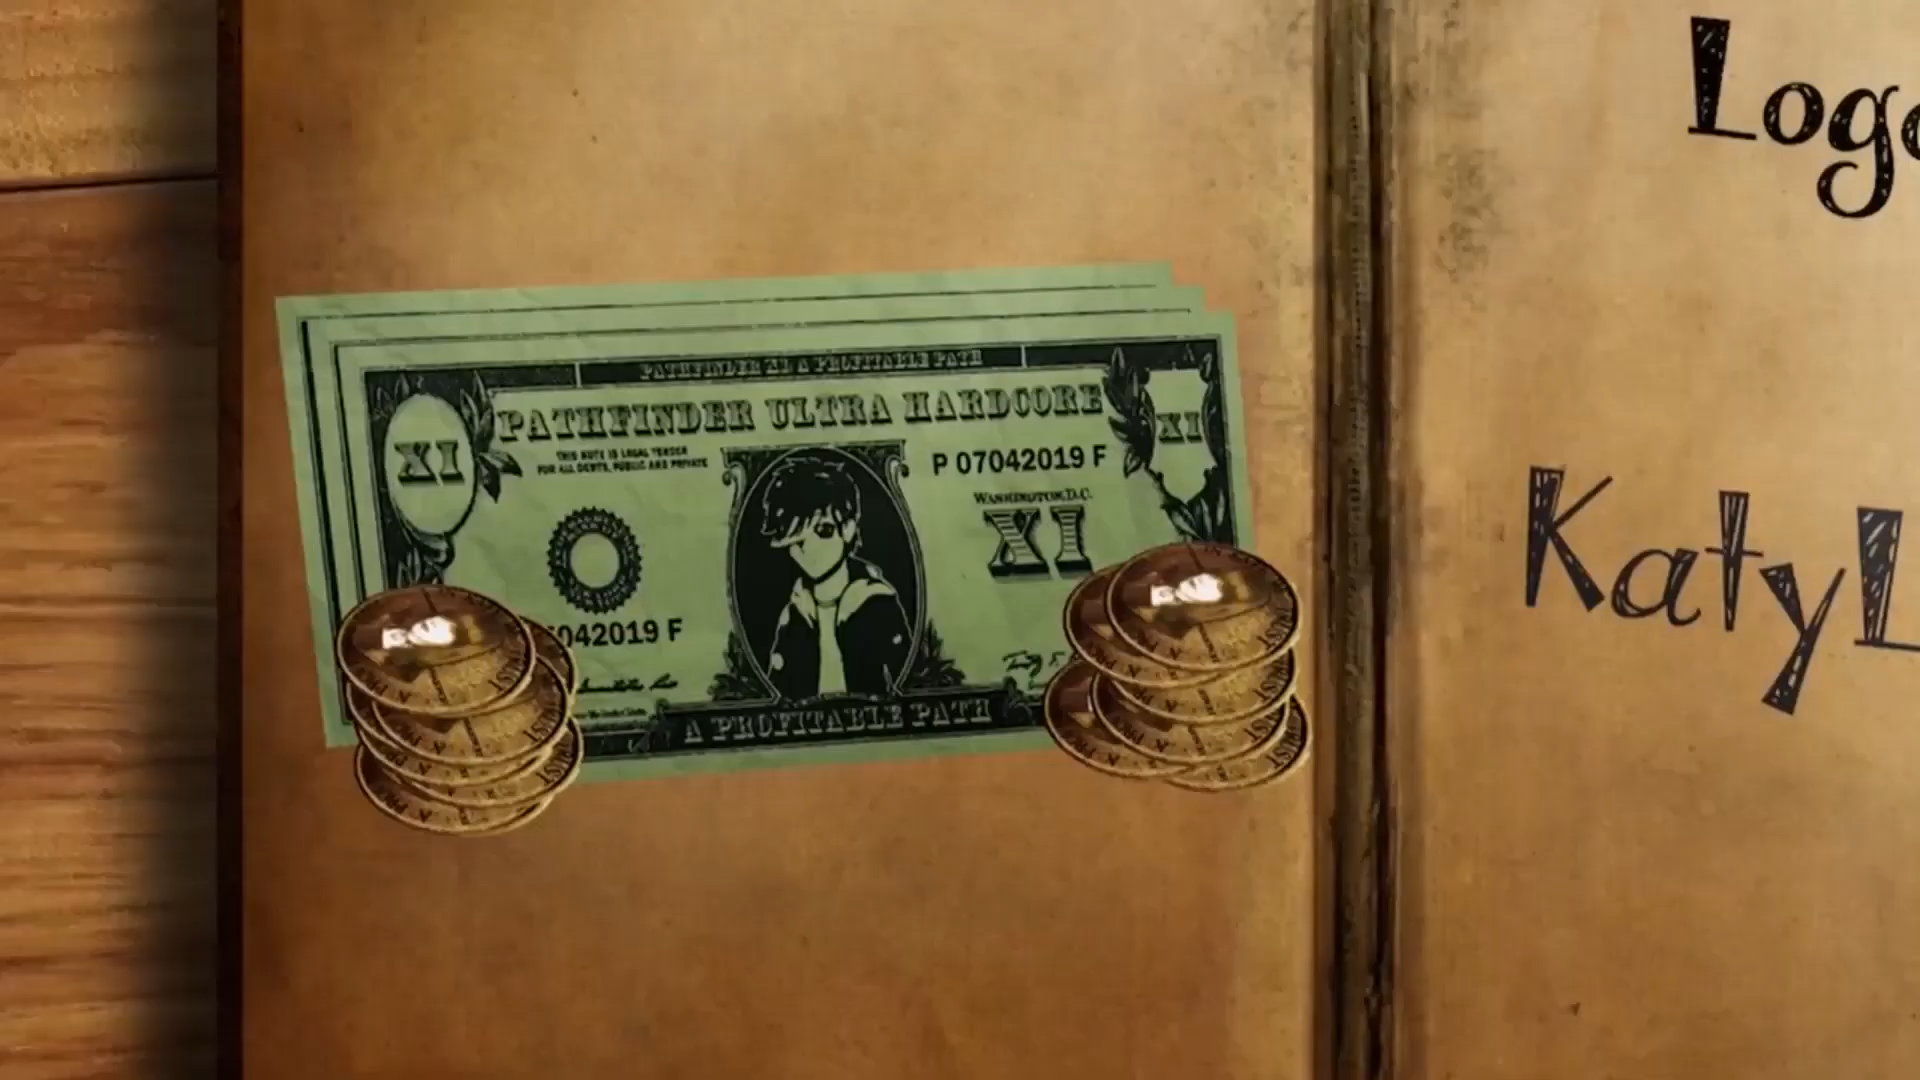 PATHFINDER XI A PROFITABLE PATH
PATHFINDER ULTRA HARDCORE
XI
XI
THIS NOTE IS LEGAL TENDER
FOR ALL DEBTS, PUBLIC AND PRIVATE
P 07042019 F
WASHINGTON, D.C.
XI
042019 F
A PROFITABLE PATH
Logo
KatyL